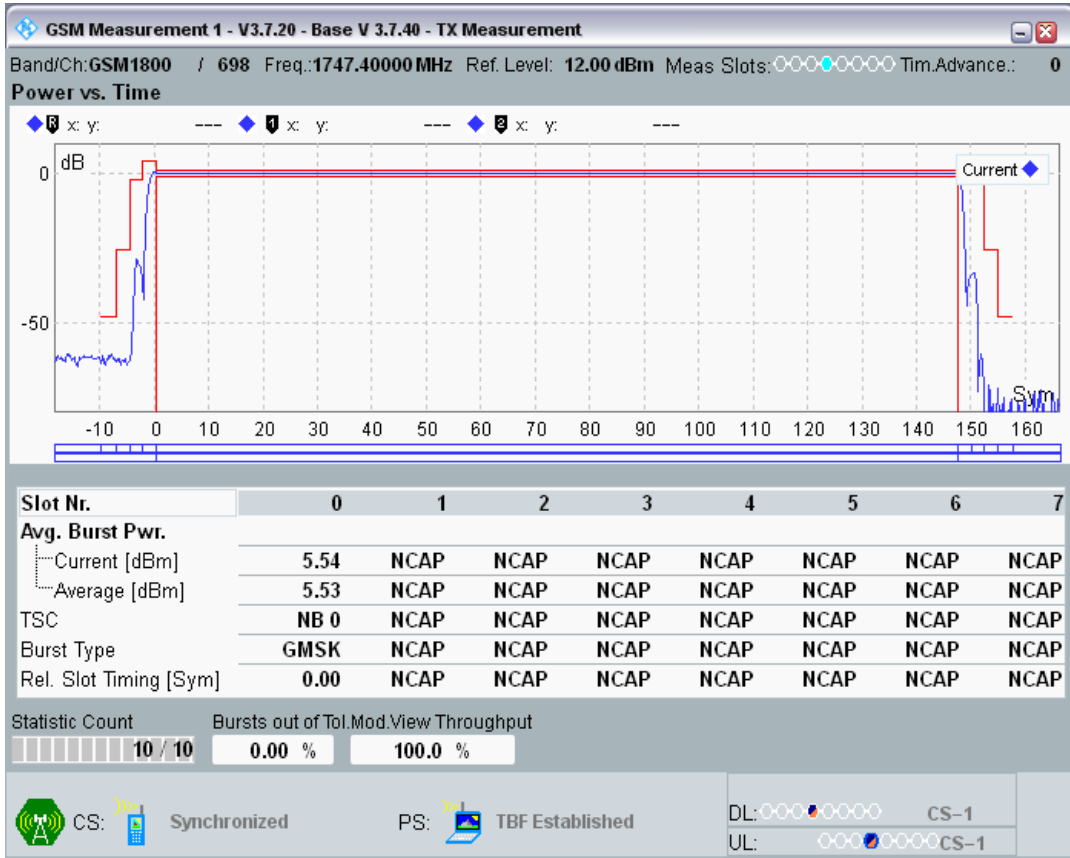 GSM Measurement 1 - V3.7.20 - Base V 3.7.40 - TX Measurement
Band/Ch:GSM1800 / 698 Freq.:1747.40000 MHz Ref. Level: 12.00 dBm Meas Slots: Tim.Advance.: 0
Power vs. Time
R x: y: --- 1 x: y: --- 2 x: y: ---
dB
Current
0
-50
Sym
-10 0 10 20 30 40 50 60 70 80 90 100 110 120 130 140 150 160
Slot Nr. 0 1 2 3 4 5 6 7
Avg. Burst Pwr.
Current [dBm] 5.54 NCAP NCAP NCAP NCAP NCAP NCAP NCAP
Average [dBm] 5.53 NCAP NCAP NCAP NCAP NCAP NCAP NCAP
TSC NB 0 NCAP NCAP NCAP NCAP NCAP NCAP NCAP
Burst Type GMSK NCAP NCAP NCAP NCAP NCAP NCAP NCAP
Rel. Slot Timing [Sym] 0.00 NCAP NCAP NCAP NCAP NCAP NCAP NCAP
Statistic Count Bursts out of Tol.Mod.View Throughput
10 / 10 0.00 % 100.0 %
CS: Synchronized PS: TBF Established
DL: CS-1
UL: CS-1